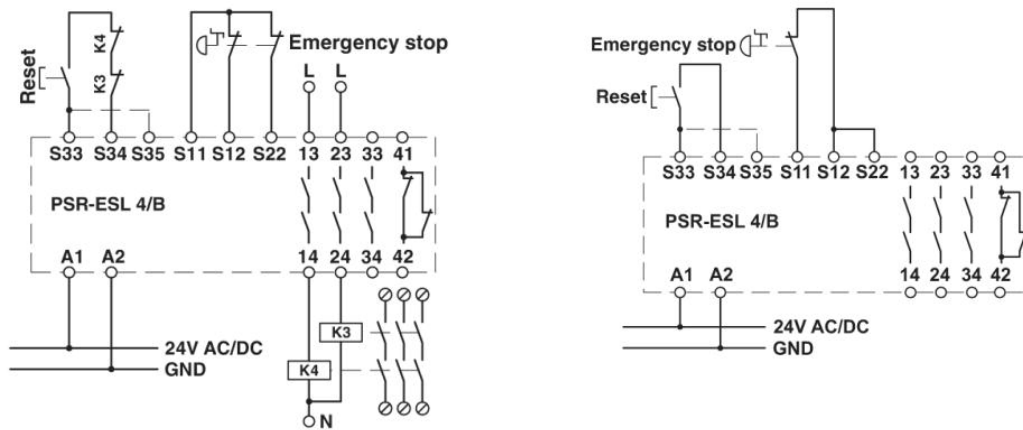 Reset
K4
K3
Emergency stop
L L
S33 S34 S35 S11 S12 S22 13 23 33 41
PSR-ESL 4/B
A1 A2 14 24 34 42
K3
24V AC/DC
K4
GND
N
Emergency stop
Reset
S33 S34 S35 S11 S12 S22 13 23 33 41
PSR-ESL 4/B
A1 A2 14 24 34 42
24V AC/DC
GND